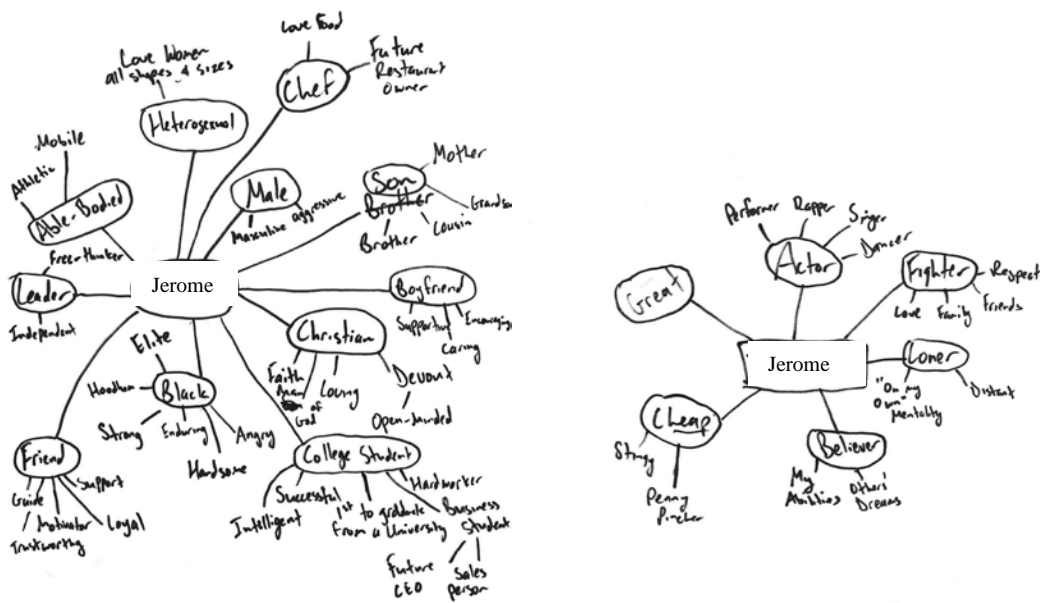 Love Food
Love Women
all shapes & sizes
Future
Restaurant
Owner
Chef
Heterosexual
Mobile
Athletic
Able-Bodied
Male
Masculine
aggressive
Son
Brother
Mother
Grandson
Cousin
Brother
Free-thinker
Leader
Independent
Jerome
Boyfriend
Supportive
Encouraging
Caring
Christian
Faith
God
Loving
Devout
Open-minded
Elite
Hoodlum
Black
Strong
Enduring
Angry
Handsome
Friend
Guide
Support
Motivator
Loyal
Trustworthy
College Student
Successful
Intelligent
1st to
from a University
Hardworker
Student
Future
CEO
Sales
person
Performer
Rapper
Singer
Dancer
Actor
Great
Fighter
Respect
Love
Family
Friends
Jerome
Loner
"On my
Own"
Mentality
Distant
Cheap
Stingy
Penny
Pincher
Believer
My
Others'
Dreams